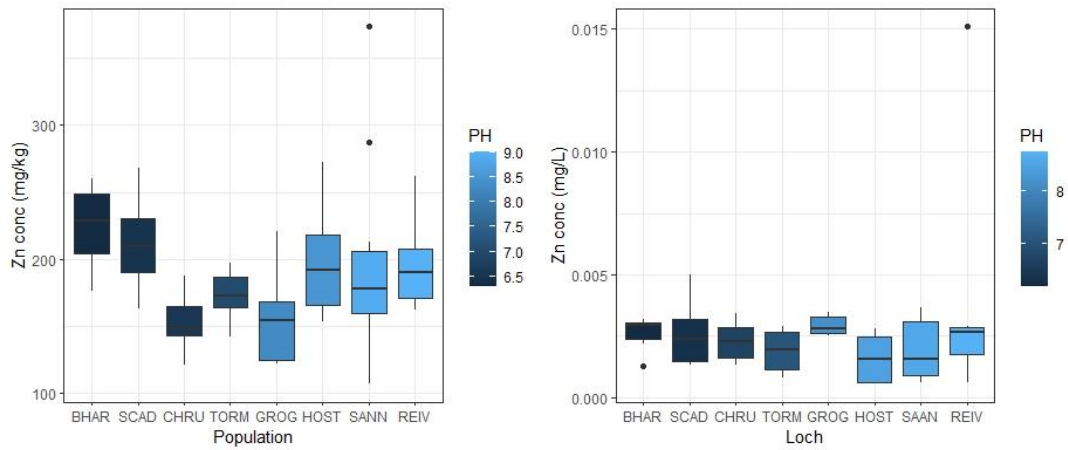 Zn conc (mg/kg)
300
200
100
BHAR SCAD CHRU TORM GROG HOST SANN REIV
Population
PH
9.0
8.5
8.0
7.5
7.0
6.5
Zn conc (mg/L)
0.015
0.010
0.005
0.000
BHAR SCAD CHRU TORM GROG HOST SAAN REIV
Loch
PH
8
7